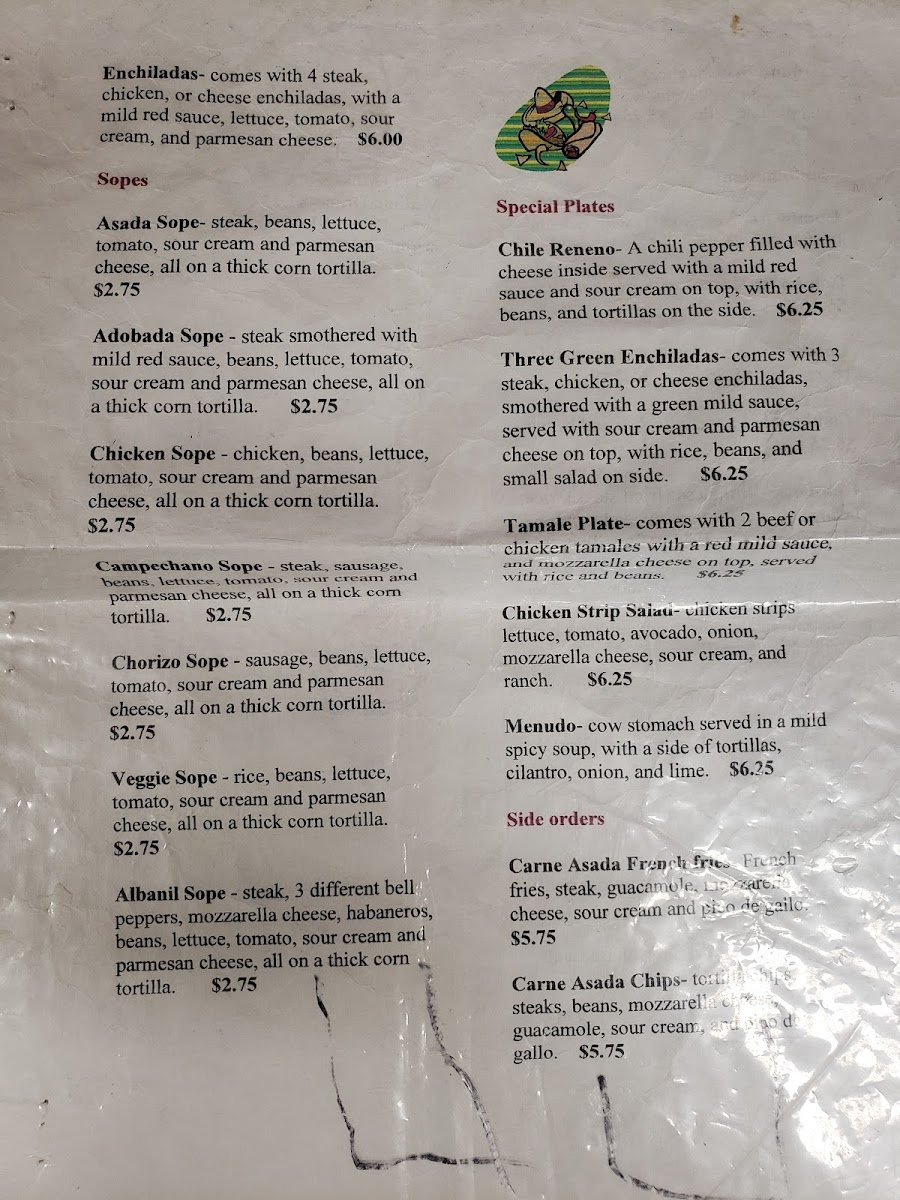 Enchiladas- comes with 4 steak,
chicken, or cheese enchiladas, with a
mild red sauce, lettuce, tomato, sour
cream, and parmesan cheese. $6.00
Sopes
Asada Sope- steak, beans, lettuce,
tomato, sour cream and parmesan
cheese, all on a thick corn tortilla.
$2.75
Adobada Sope - steak smothered with
mild red sauce, beans, lettuce, tomato,
sour cream and parmesan cheese, all on
a thick corn tortilla. $2.75
Chicken Sope - chicken, beans, lettuce,
tomato, sour cream and parmesan
cheese, all on a thick corn tortilla.
$2.75
Campechano Sope - steak, sausage,
beans, lettuce, tomato, sour cream and
parmesan cheese, all on a thick corn
tortilla. $2.75
Chorizo Sope - sausage, beans, lettuce,
tomato, sour cream and parmesan
cheese, all on a thick corn tortilla.
$2.75
Veggie Sope - rice, beans, lettuce,
tomato, sour cream and parmesan
cheese, all on a thick corn tortilla.
$2.75
Albanil Sope - steak, 3 different bell
peppers, mozzarella cheese, habaneros,
beans, lettuce, tomato, sour cream and
parmesan cheese, all on a thick corn
tortilla. $2.75
Special Plates
Chile Reneno- A chili pepper filled with
cheese inside served with a mild red
sauce and sour cream on top, with rice,
beans, and tortillas on the side. $6.25
Three Green Enchiladas- comes with 3
steak, chicken, or cheese enchiladas,
smothered with a green mild sauce,
served with sour cream and parmesan
cheese on top, with rice, beans, and
small salad on side. $6.25
Tamale Plate- comes with 2 beef or
chicken tamales with a red mild sauce,
and mozzarella cheese on top, served
with rice and beans. $6.25
Chicken Strip Salad- chicken strips
lettuce, tomato, avocado, onion,
mozzarella cheese, sour cream, and
ranch. $6.25
Menudo- cow stomach served in a mild
spicy soup, with a side of tortillas,
cilantro, onion, and lime. $6.25
Side orders
Carne Asada French fries- French
fries, steak, guacamole, mozzarella
cheese, sour cream and pico de gallo.
$5.75
Carne Asada Chips- tortilla chips,
steaks, beans, mozzarella cheese,
guacamole, sour cream, and pico d
gallo. $5.75